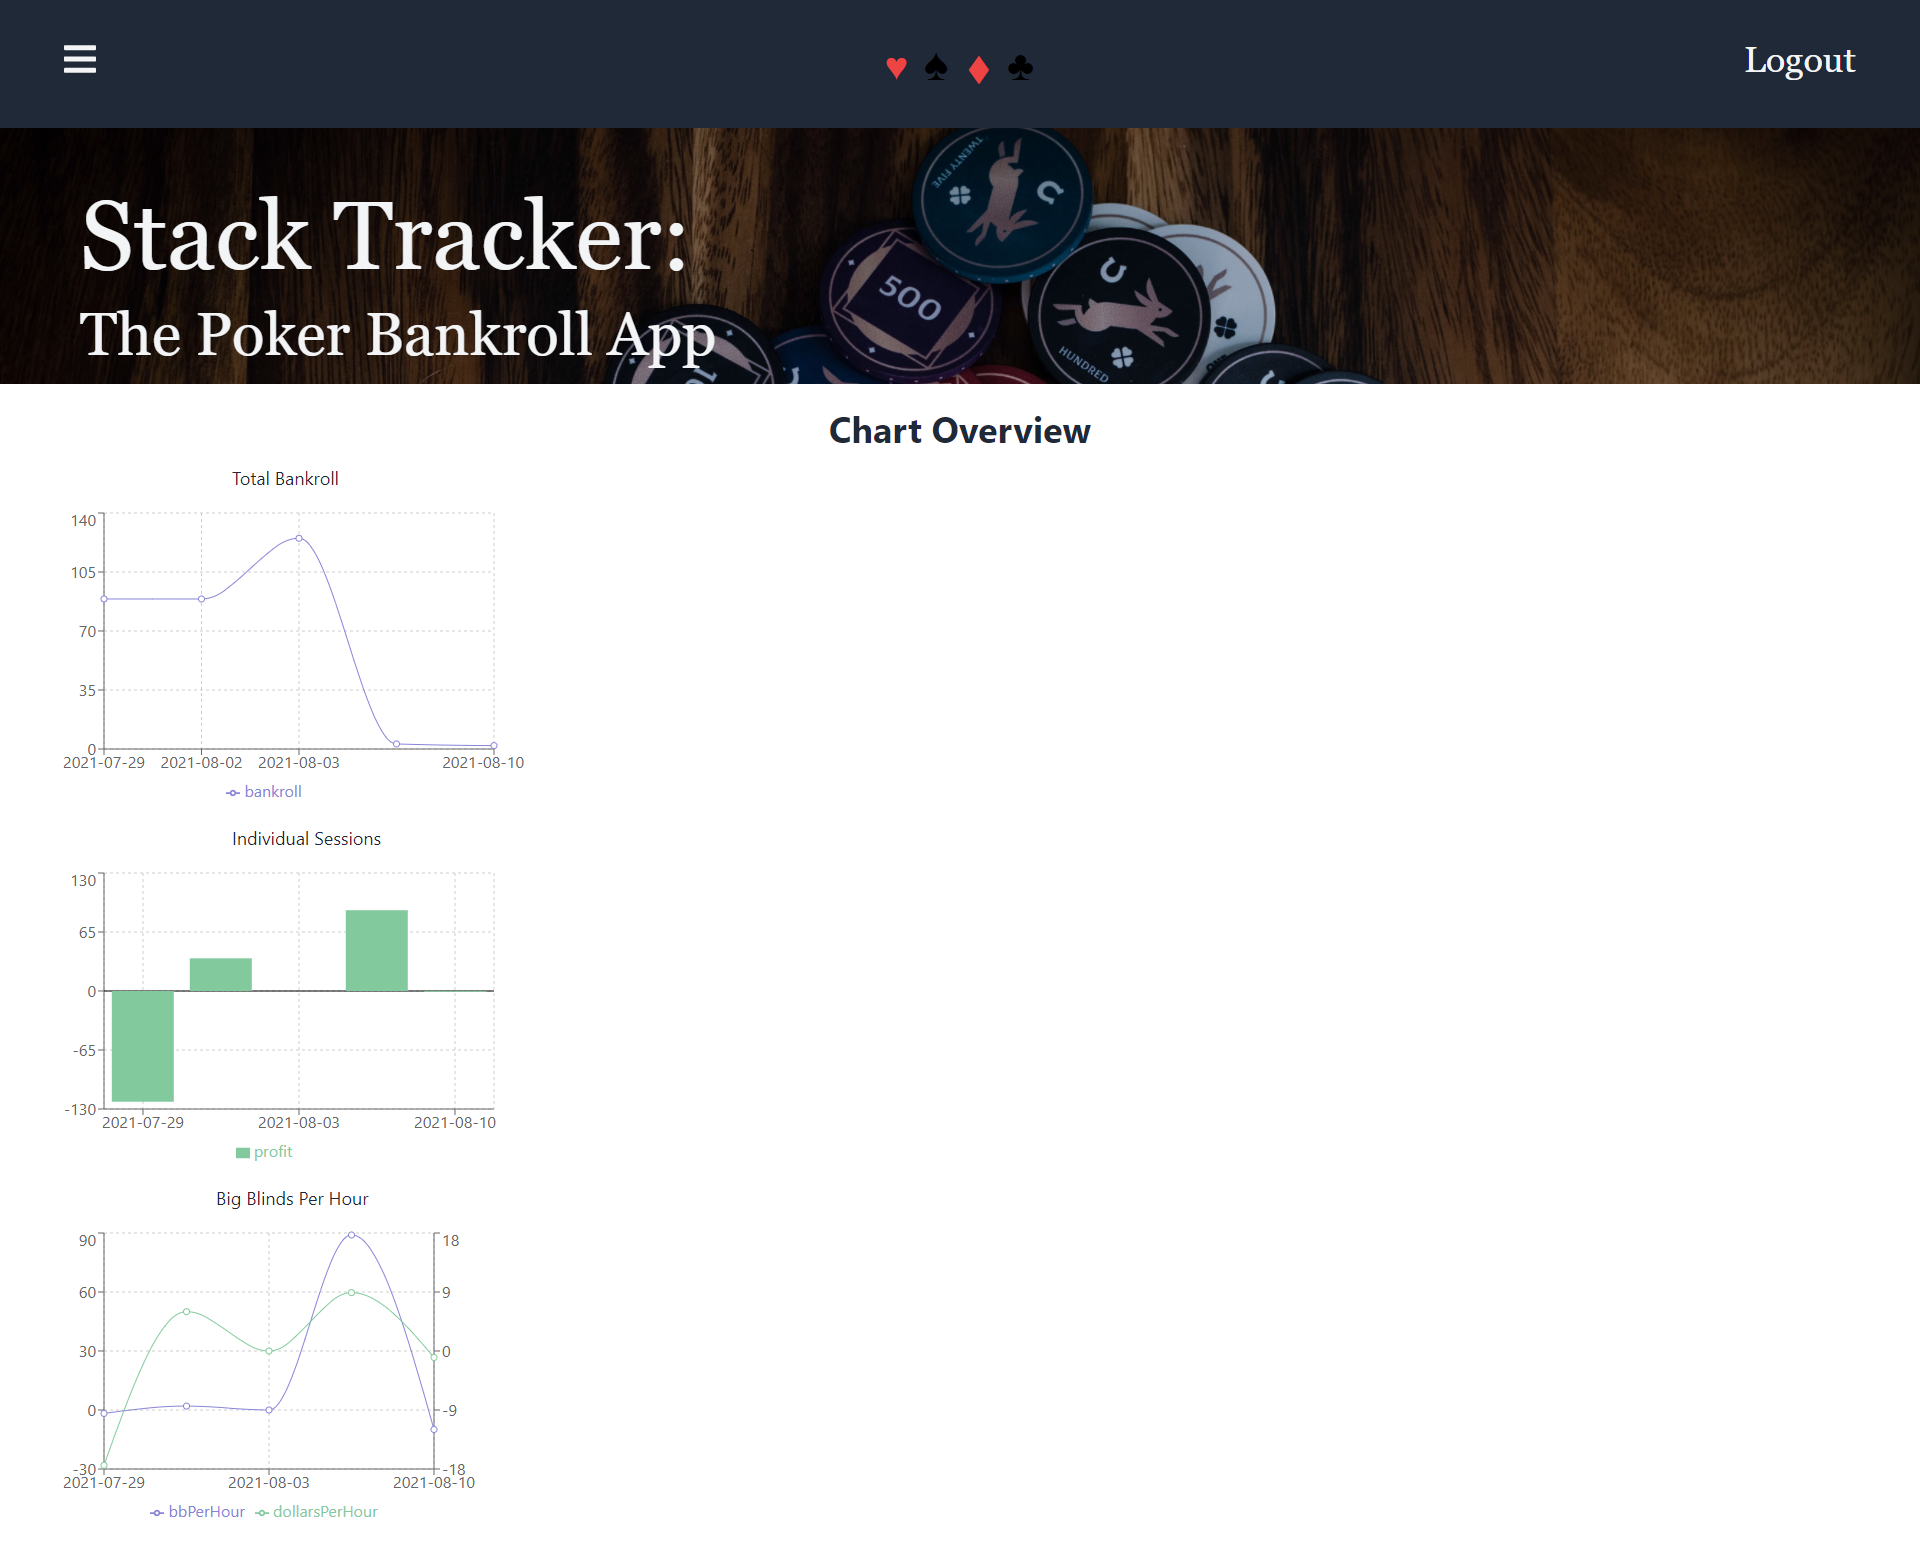 Logout
TWENTY FIVE
500
HUNDRED
Stack Tracker:
The Poker Bankroll App
Chart Overview
Total Bankroll
140
105
70
35
0
2021-07-29 2021-08-02 2021-08-03 2021-08-10
bankroll
Individual Sessions
130
65
0
-65
-130
2021-07-29 2021-08-03 2021-08-10
profit
Big Blinds Per Hour
90 18
60 9
30 0
0 -9
-30 -18
2021-07-29 2021-08-03 2021-08-10
bbPerHour dollarsPerHour